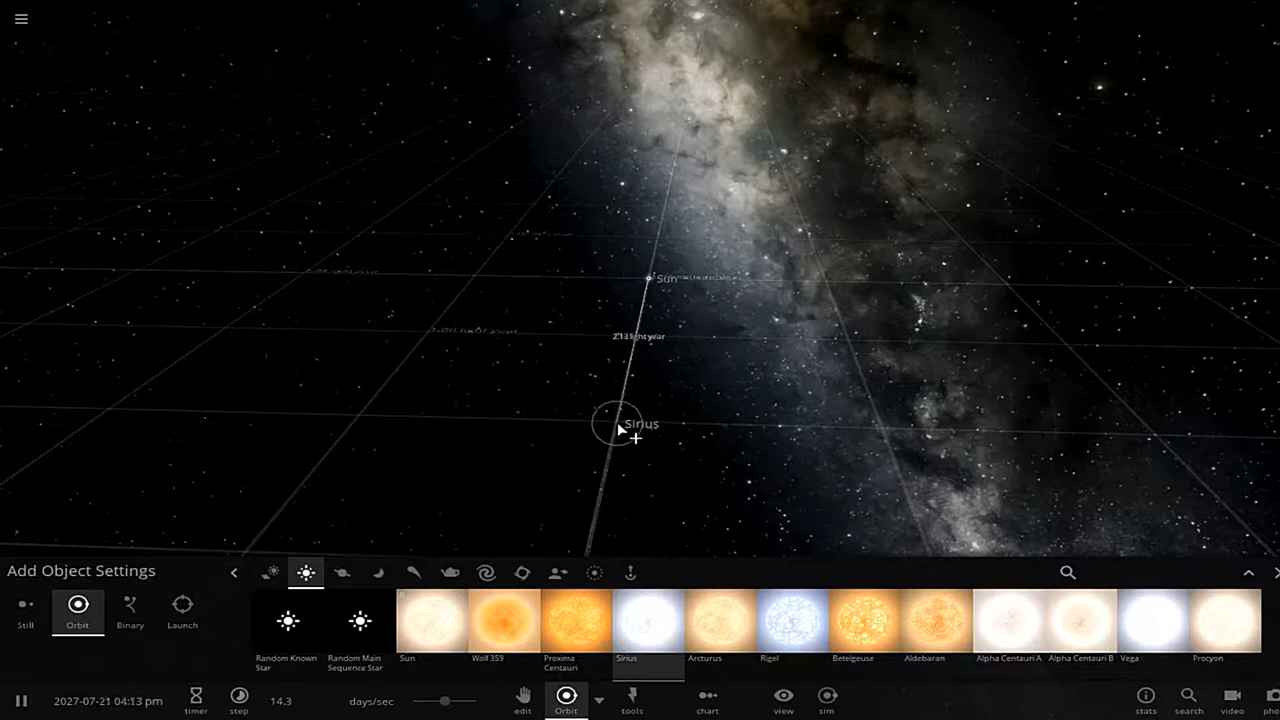 Sun
Sirius
Add Object Settings
Still
Orbit
Binary
Launch
Random Known Star
Random Main Sequence Star
Sun
Wolf 359
Proxima Centauri
Sirius
Arcturus
Rigel
Betelgeuse
Aldebaran
Alpha Centauri A
Alpha Centauri B
Vega
Procyon
2027-07-21 04:13 pm
timer
step
14.3
days/sec
edit
Orbit
tools
chart
view
sim
stats
search
video